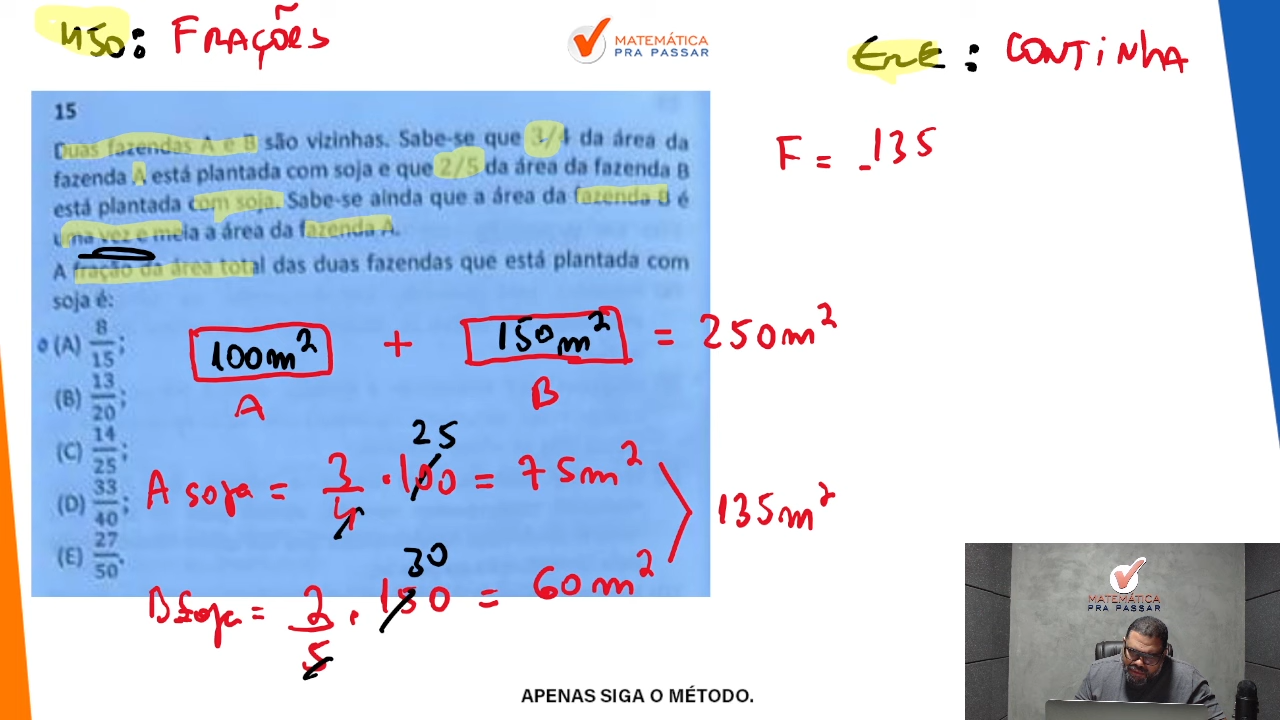 MSO: FRAÇÕES
MATEMÁTICA
PRA PASSAR
ENE: CONTINHA
15
Duas fazendas A e B são vizinhas. Sabe-se que 3/4 da área da
fazenda A está plantada com soja e que 2/5 da área da fazenda B
está plantada com soja. Sabe-se ainda que a área da fazenda B é
uma vez e meia a área da fazenda A.
A fração da área total das duas fazendas que está plantada com
soja é:
(A) 8/15;
(B) 13/20;
(C) 14/25;
(D) 33/40;
(E) 27/50.
F = 135
100m² + 150m² = 250m²
A B
25
A soja = 3/4 · 100 = 75m²
135m²
30
B soja = 2/5 · 150 = 60m²
MATEMÁTICA
PRA PASSAR
APENAS SIGA O MÉTODO.